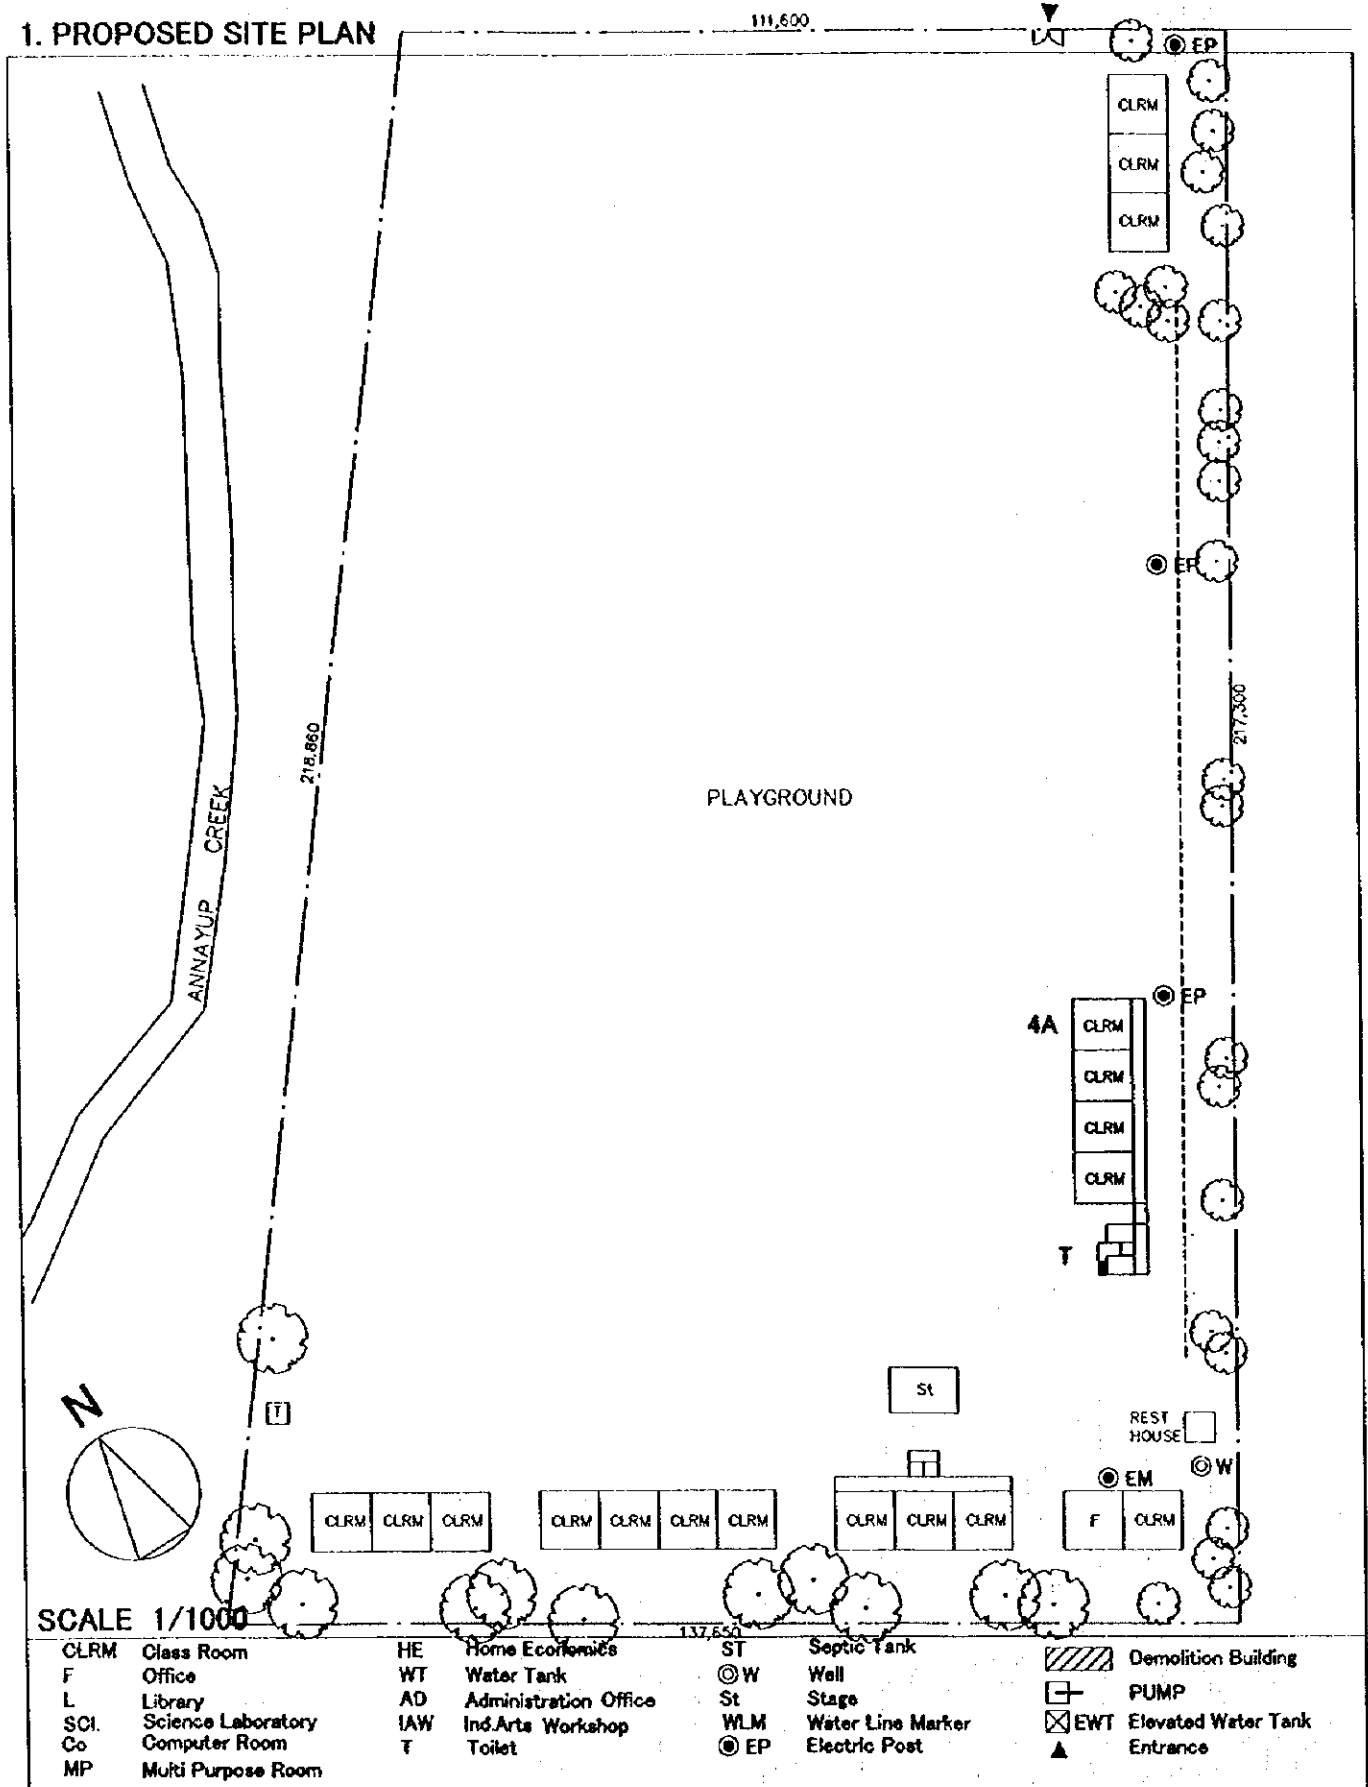 1. PROPOSED SITE PLAN
111,600
EP
CLRM
CLRM
CLRM
EP
218,860
217,300
PLAYGROUND
ANNAYUP CREEK
EP
4A
CLRM
CLRM
CLRM
CLRM
T
St
T
N
REST
HOUSE
W
EM
CLRM CLRM CLRM
CLRM CLRM CLRM CLRM
CLRM CLRM CLRM
F CLRM
SCALE 1/1000
137,650
CLRM Class Room
F Office
L Library
SCI. Science Laboratory
Co Computer Room
MP Multi Purpose Room
HE Home Economics
WT Water Tank
AD Administration Office
IAW Ind.Arts Workshop
T Toilet
ST Septic Tank
W Well
St Stage
WLM Water Line Marker
EP Electric Post
Demolition Building
PUMP
EWT Elevated Water Tank
Entrance